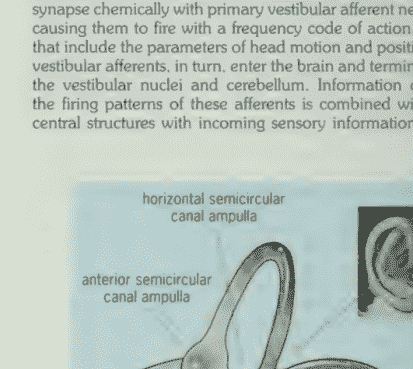 synapse chemically with primary vestibular afferent ne
causing them to fire with a frequency code of action
that include the parameters of head motion and positi
vestibular afferents, in turn, enter the brain and termin
the vestibular nuclei and cerebellum. Information
the firing patterns of these afferents is combined wi
central structures with incoming sensory information
horizontal semicircular
canal ampulla
anterior semicircular
canal ampulla